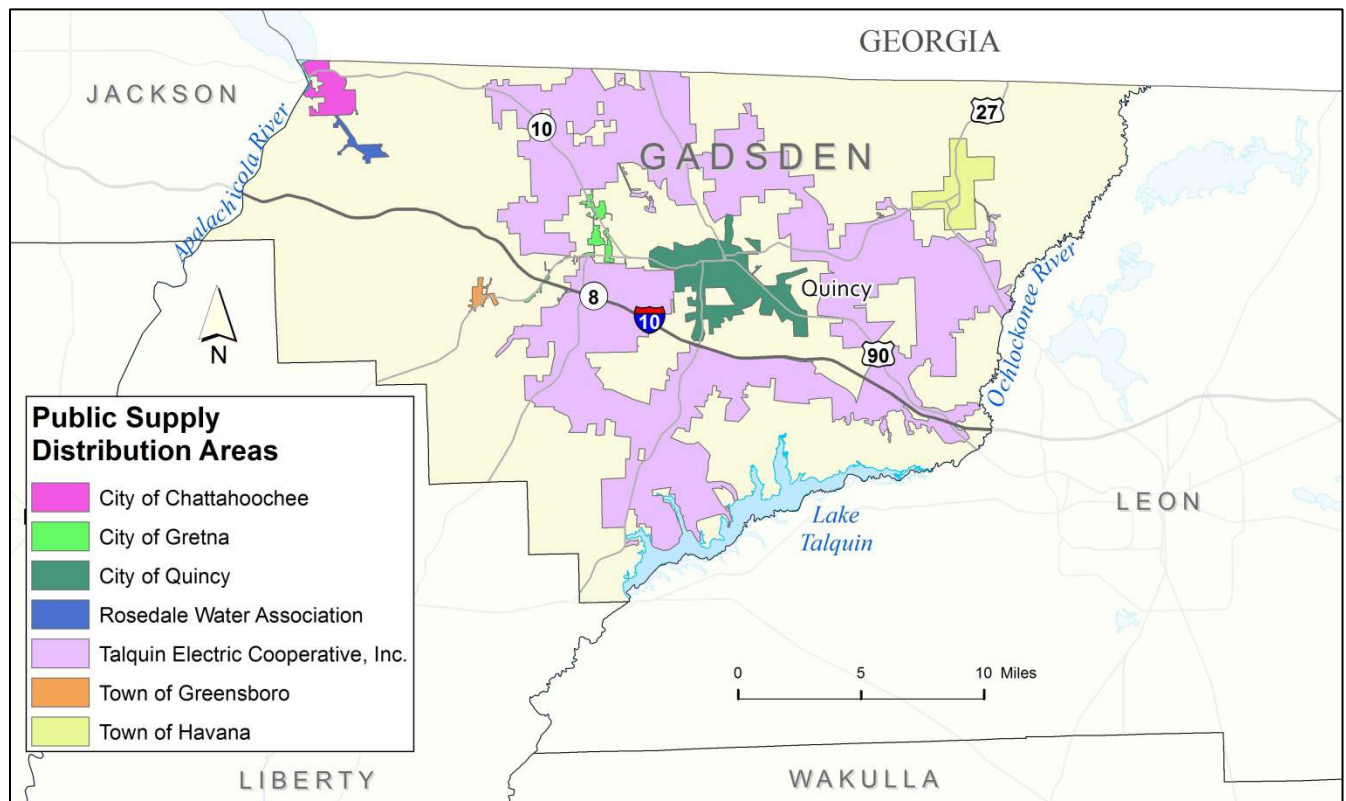 GEORGIA
JACKSON
Apalachicola River
10
27
GADSDEN
Quincy
8
10
90
Ochlockonee River
N
Lake
Talquin
LEON
Public Supply
Distribution Areas
City of Chattahoochee
City of Gretna
City of Quincy
Rosedale Water Association
Talquin Electric Cooperative, Inc.
Town of Greensboro
Town of Havana
0 5 10 Miles
LIBERTY
WAKULLA